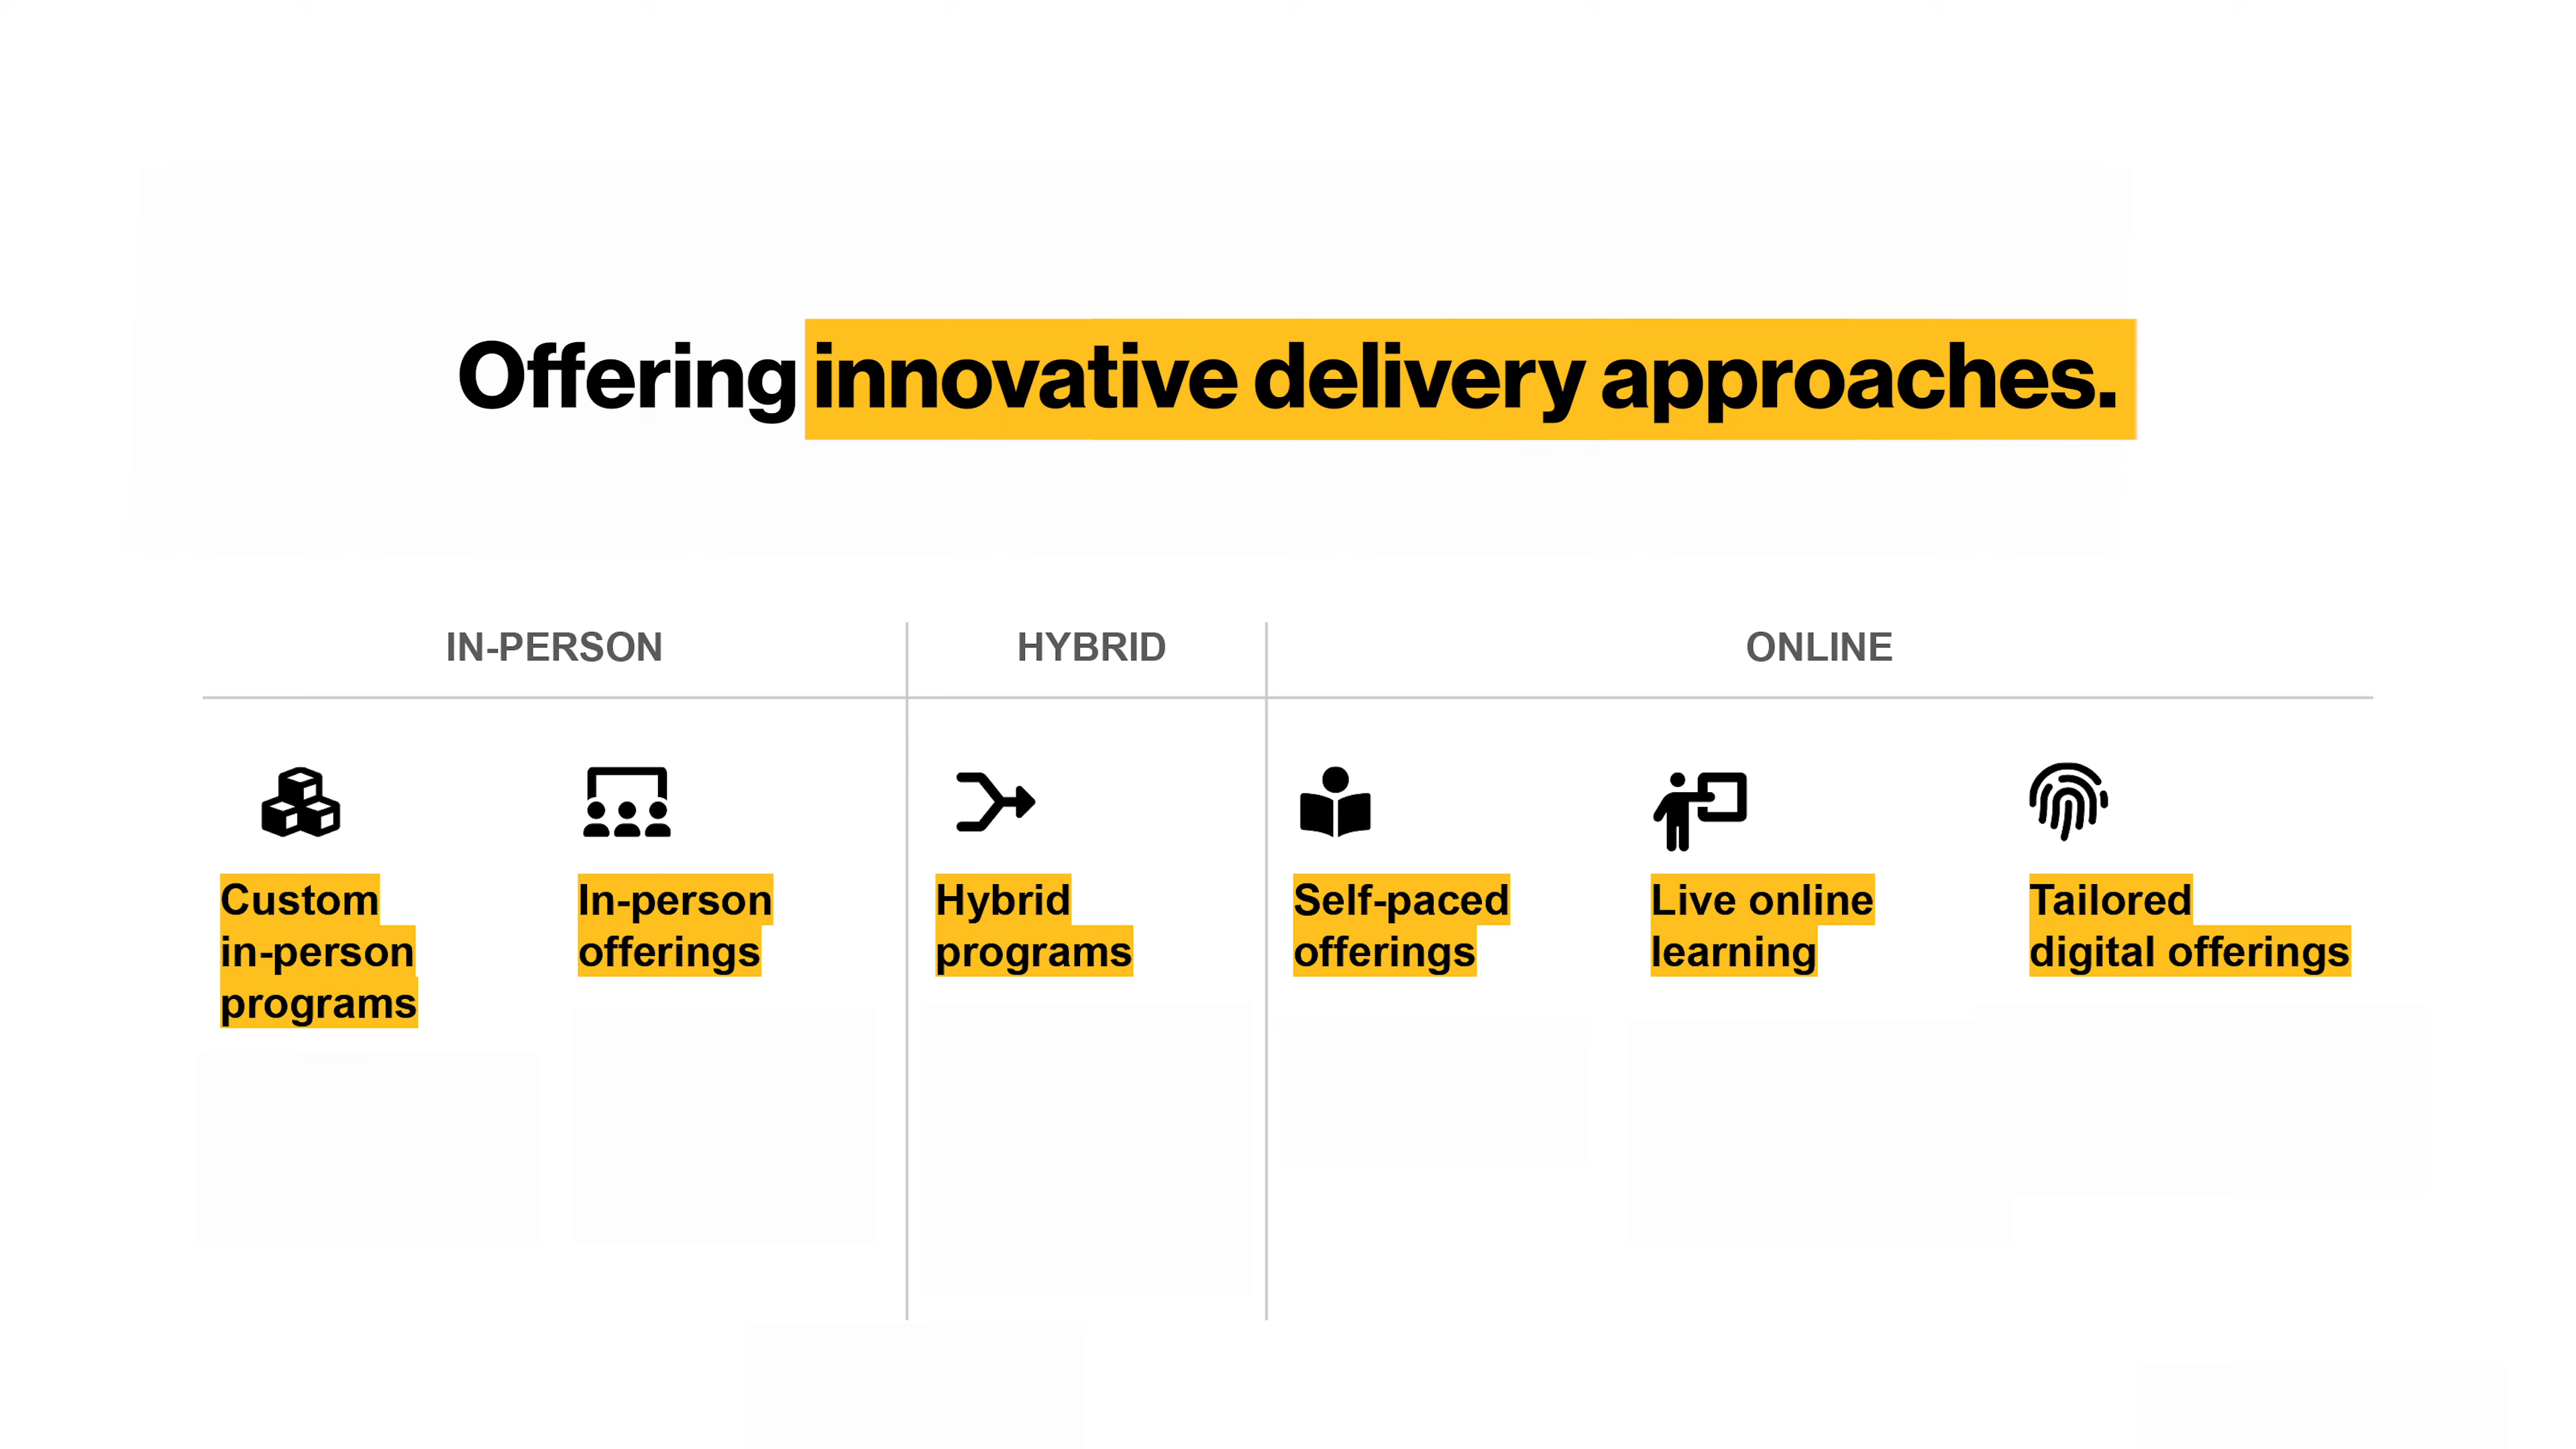 Offering innovative delivery approaches.
IN-PERSON
HYBRID
ONLINE
Custom
in-person
programs
In-person
offerings
Hybrid
programs
Self-paced
offerings
Live online
learning
Tailored
digital offerings